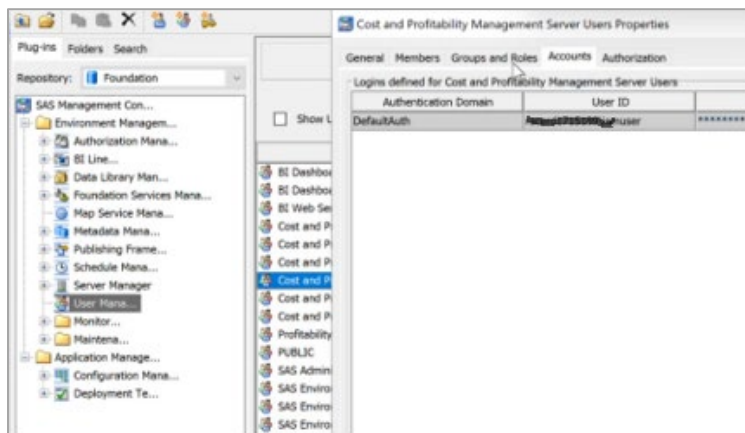 Cost and Profitability Management Server Users Properties
Plug-ins Folders Search
Repository: Foundation
SAS Management Con...
Environment Managem...
Authorization Mana...
BI Line...
Data Library Man...
Foundation Services Mana...
Map Service Mana...
Metadata Mana...
Publishing Frame...
Schedule Mana...
Server Manager
User Mana...
Monitor...
Maintena...
Application Manage...
Configuration Mana...
Deployment Te...
Show L
BI Dashbo
BI Dashbo
BI Web Se
Cost and P
Cost and P
Cost and P
Cost and P
Cost and P
Cost and P
Profitability
PUBLIC
SAS Admin
SAS Enviro
SAS Enviro
SAS Enviro
General Members Groups and Roles Accounts Authorization
Logins defined for Cost and Profitability Management Server Users
Authentication Domain User ID
DefaultAuth user ********